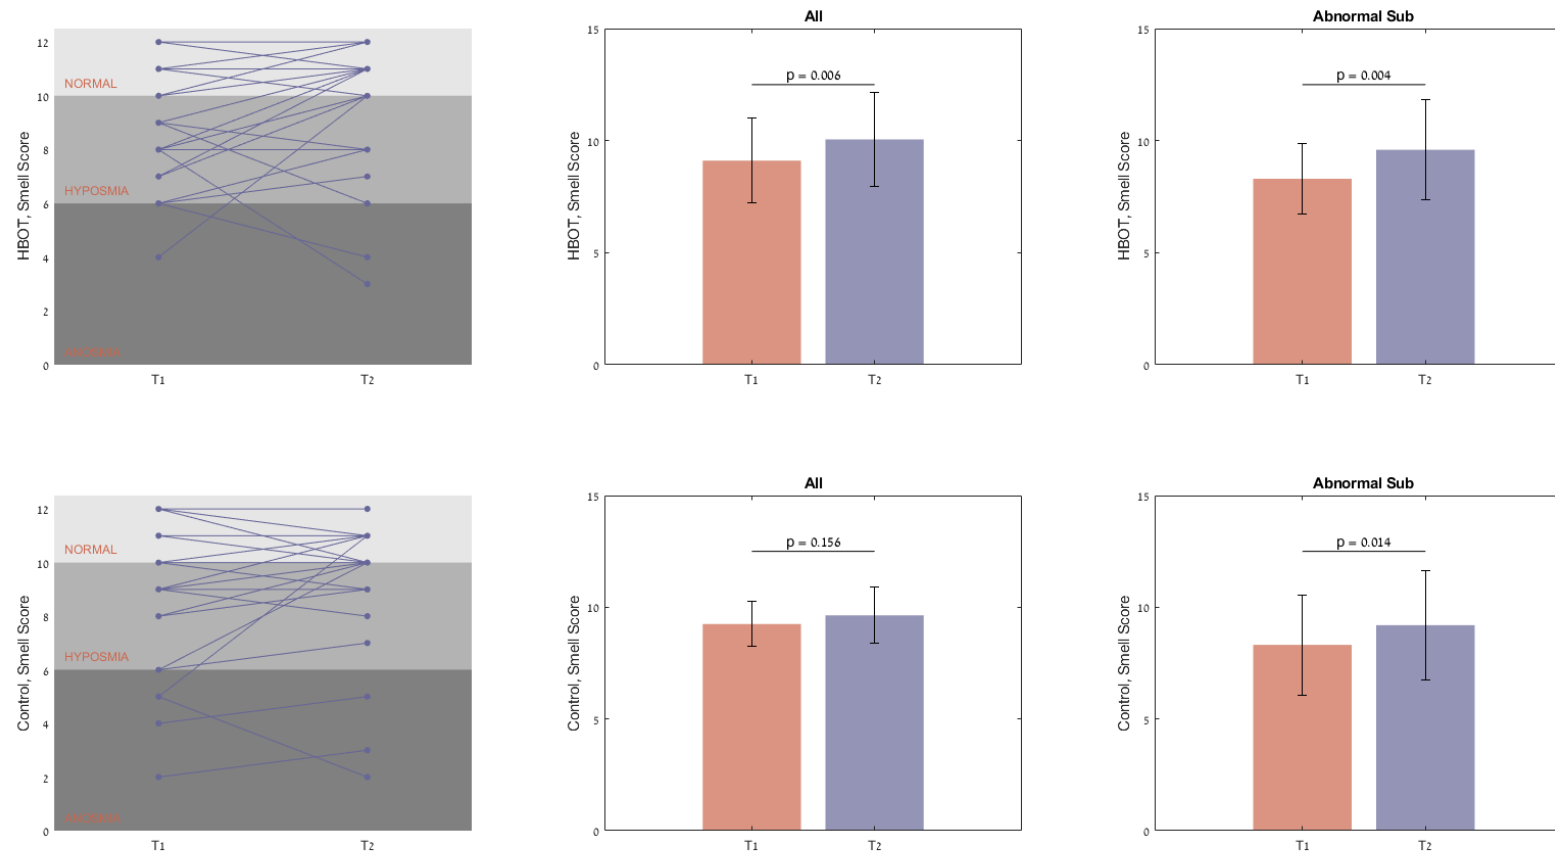 12
NORMAL
10
8
HYPOSMIA
6
4
2
0
HBOT, Smell Score
T1
T2
All
15
p = 0.006
10
5
0
HBOT, Smell Score
T1
T2
Abnormal Sub
15
p = 0.004
10
5
0
HBOT, Smell Score
T1
T2
12
NORMAL
10
8
HYPOSMIA
6
4
2
0
Control, Smell Score
T1
T2
All
15
p = 0.156
10
5
0
Control, Smell Score
T1
T2
Abnormal Sub
15
p = 0.014
10
5
0
Control, Smell Score
T1
T2